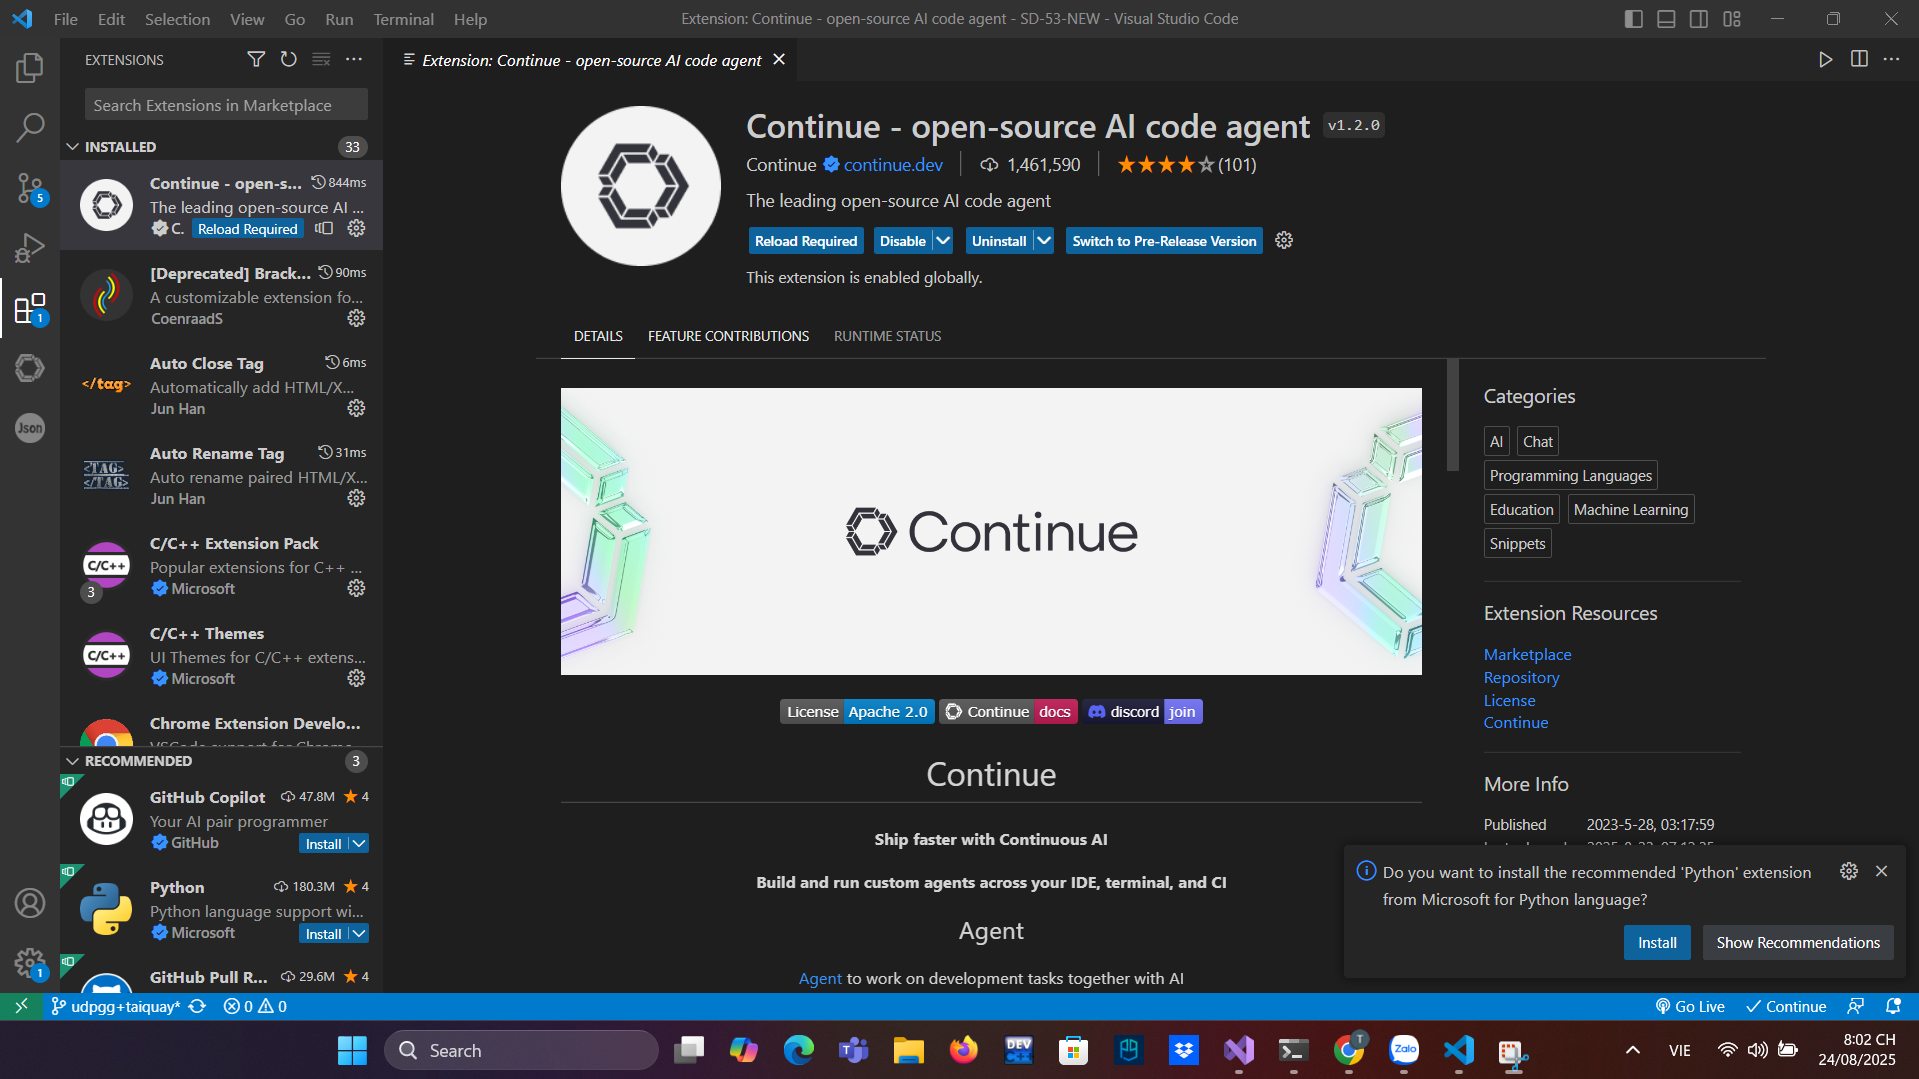 File Edit Selection View Go Run Terminal Help
Extension: Continue - open-source AI code agent - SD-53-NEW - Visual Studio Code
EXTENSIONS
Search Extensions in Marketplace
INSTALLED 33
Continue - open-s... 844ms
The leading open-source AI ...
C. Reload Required
[Deprecated] Brack... 90ms
A customizable extension fo...
CoenraadS
</tag>
Auto Close Tag 6ms
Automatically add HTML/X...
Jun Han
<TAG>
</TAG>
Auto Rename Tag 31ms
Auto rename paired HTML/X...
Jun Han
C/C++
3
C/C++ Extension Pack
Popular extensions for C++ ...
Microsoft
C/C++
C/C++ Themes
UI Themes for C/C++ extens...
Microsoft
Chrome Extension Develo...
RECOMMENDED 3
GitHub Copilot 47.8M 4
Your AI pair programmer
GitHub Install
Python 180.3M 4
Python language support wi...
Microsoft Install
GitHub Pull R... 29.6M 4
5
1
Json
1
Extension: Continue - open-source AI code agent
Continue - open-source AI code agent v1.2.0
Continue continue.dev 1,461,590 (101)
The leading open-source AI code agent
Reload Required Disable Uninstall Switch to Pre-Release Version
This extension is enabled globally.
DETAILS FEATURE CONTRIBUTIONS RUNTIME STATUS
Continue
License Apache 2.0 Continue docs discord join
Continue
Ship faster with Continuous AI
Build and run custom agents across your IDE, terminal, and CI
Agent
Agent to work on development tasks together with AI
Categories
AI Chat
Programming Languages
Education Machine Learning
Snippets
Extension Resources
Marketplace
Repository
License
Continue
More Info
Published 2023-5-28, 03:17:59
Do you want to install the recommended 'Python' extension
from Microsoft for Python language?
Install Show Recommendations
udpgg+taiquay* 0 0
Go Live Continue
Search
DEV
C++
T
Zalo
VIE
8:02 CH
24/08/2025